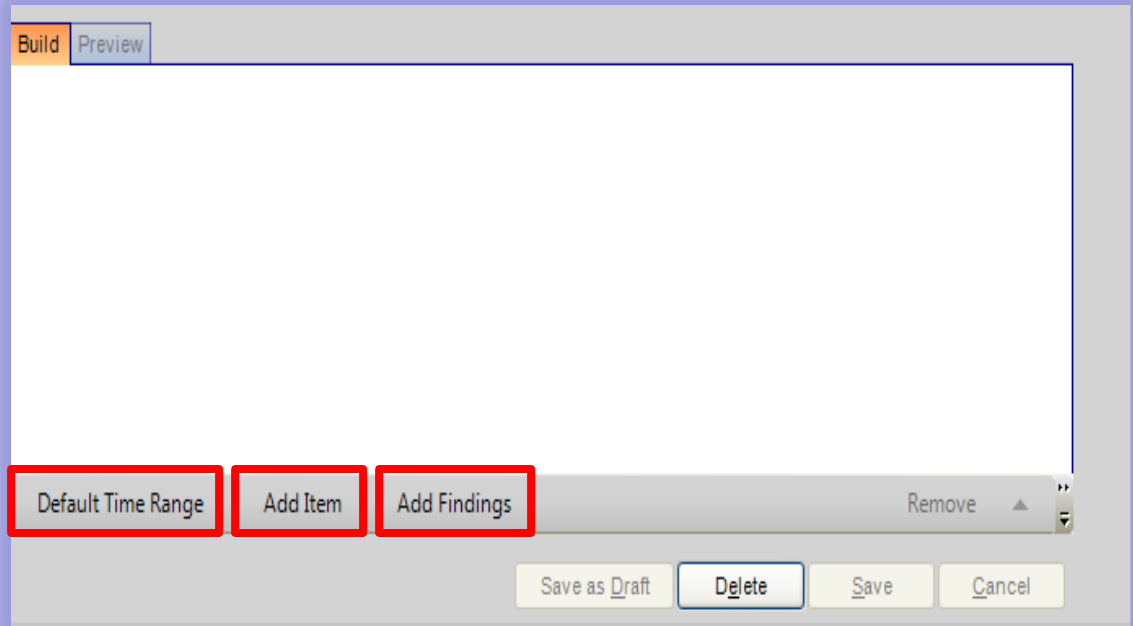 Build Preview
Default Time Range Add Item Add Findings Remove
Save as Draft Delete Save Cancel